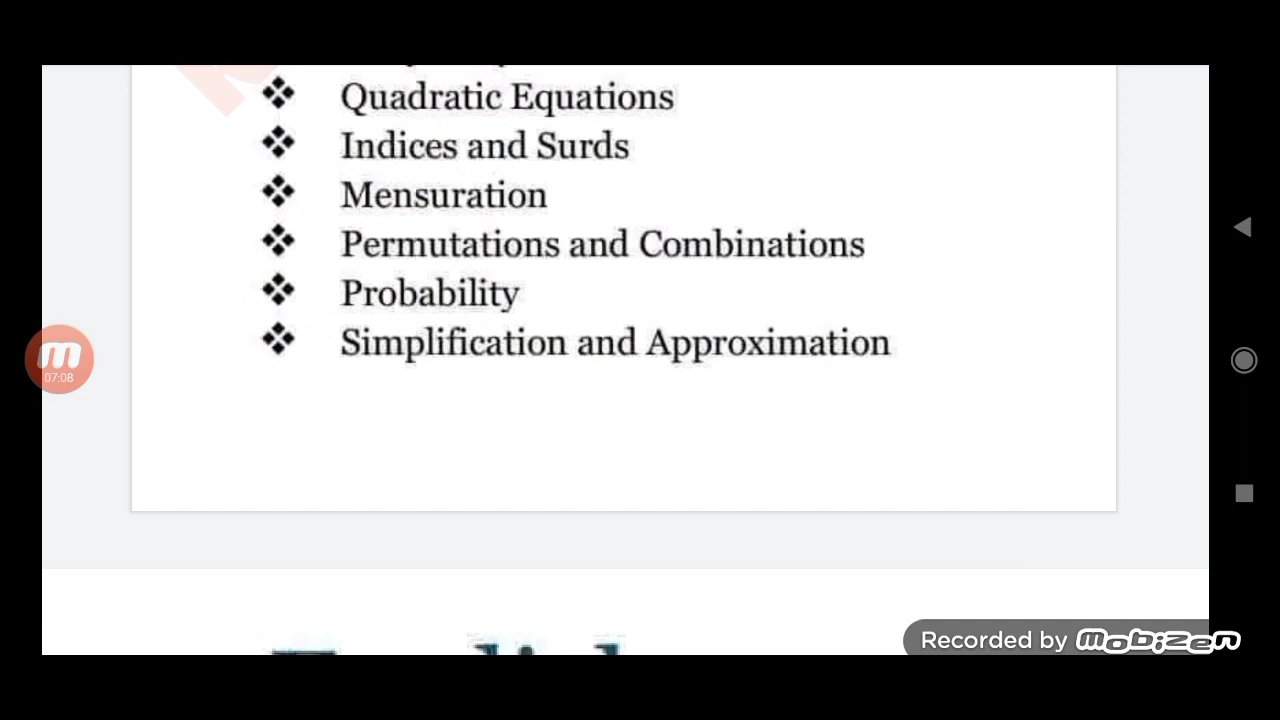 Quadratic Equations
Indices and Surds
Mensuration
Permutations and Combinations
Probability
Simplification and Approximation
07:08
Recorded by Mobizen